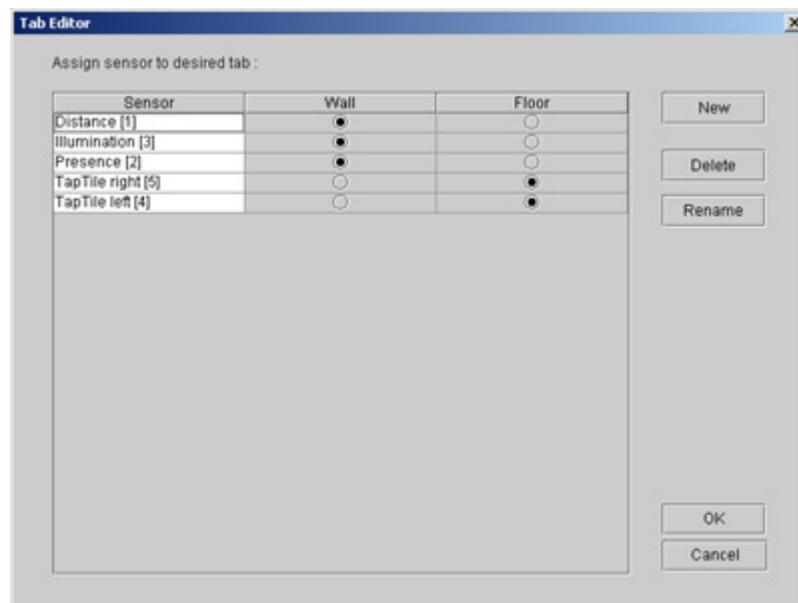 Tab Editor
Assign sensor to desired tab :
Sensor Wall Floor
Distance [1]
Illumination [3]
Presence [2]
TapTile right [5]
TapTile left [4]
New
Delete
Rename
OK
Cancel